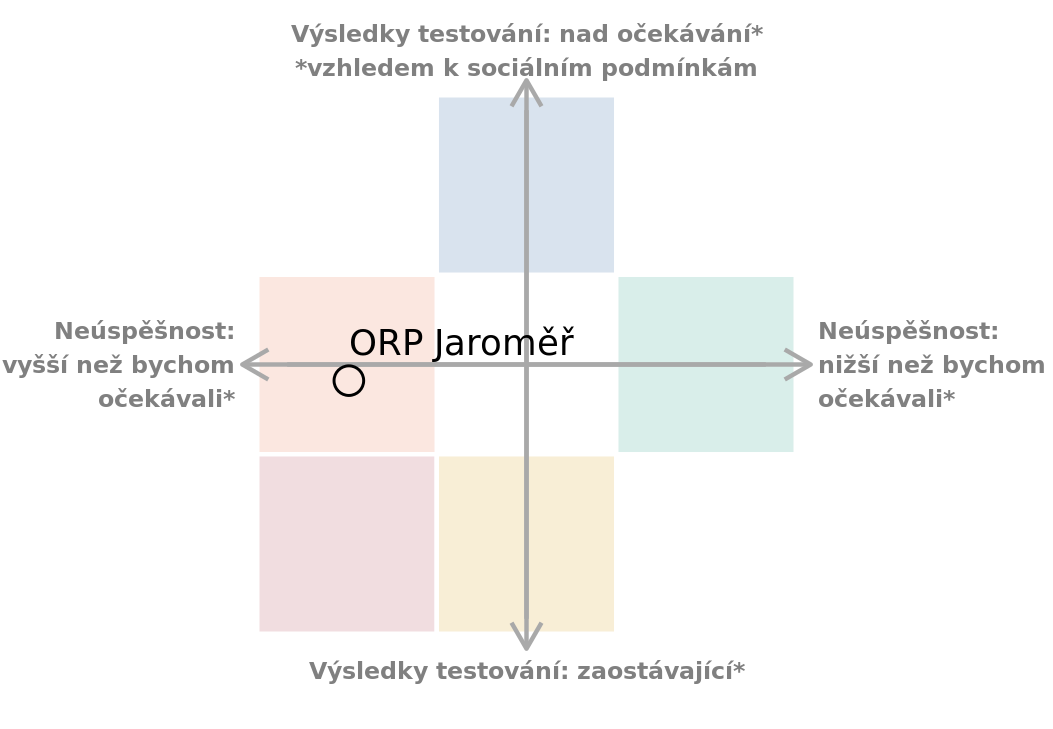 Výsledky testování: nad očekávání*
*vzhledem k sociálním podmínkám
ORP Jaroměř
Neúspěšnost:
vyšší než bychom
očekávali*
Neúspěšnost:
nižší než bychom
očekávali*
Výsledky testování: zaostávající*